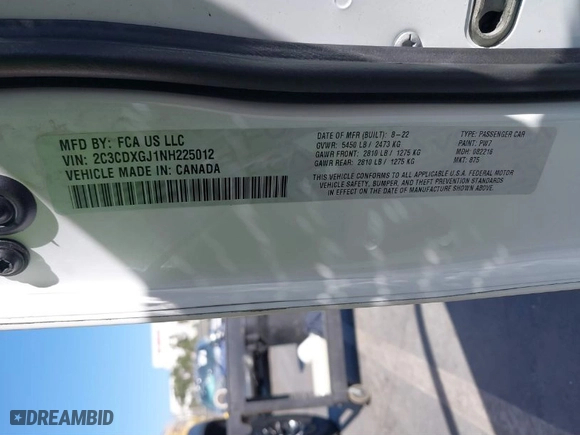 MFD BY: FCA US LLC
VIN: 2C3CDXGJ1NH225012
VEHICLE MADE IN: CANADA
DATE OF MFR (BUILT): 8-22
GVWR: 5450 LB / 2473 KG
GAWR FRONT: 2810 LB / 1275 KG
GAWR REAR: 2810 LB / 1275 KG
TYPE: PASSENGER CAR
PAINT: PW7
MDH: 082216
MKT: 875
THIS VEHICLE CONFORMS TO ALL APPLICABLE U.S.A. FEDERAL MOTOR
VEHICLE SAFETY, BUMPER, AND THEFT PREVENTION STANDARDS
IN EFFECT ON THE DATE OF MANUFACTURE SHOWN ABOVE
DREAMBID